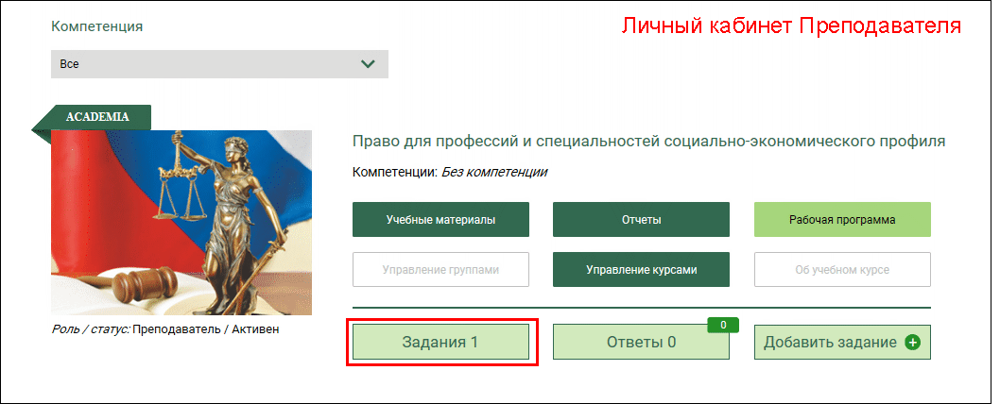 Компетенция
Личный кабинет Преподавателя
Все
ACADEMIA
Право для профессий и специальностей социально-экономического профиля
Компетенции: Без компетенции
Учебные материалы
Отчеты
Рабочая программа
Управление группами
Управление курсами
Об учебном курсе
Роль / статус: Преподаватель / Активен
Задания 1
0
Ответы 0
Добавить задание